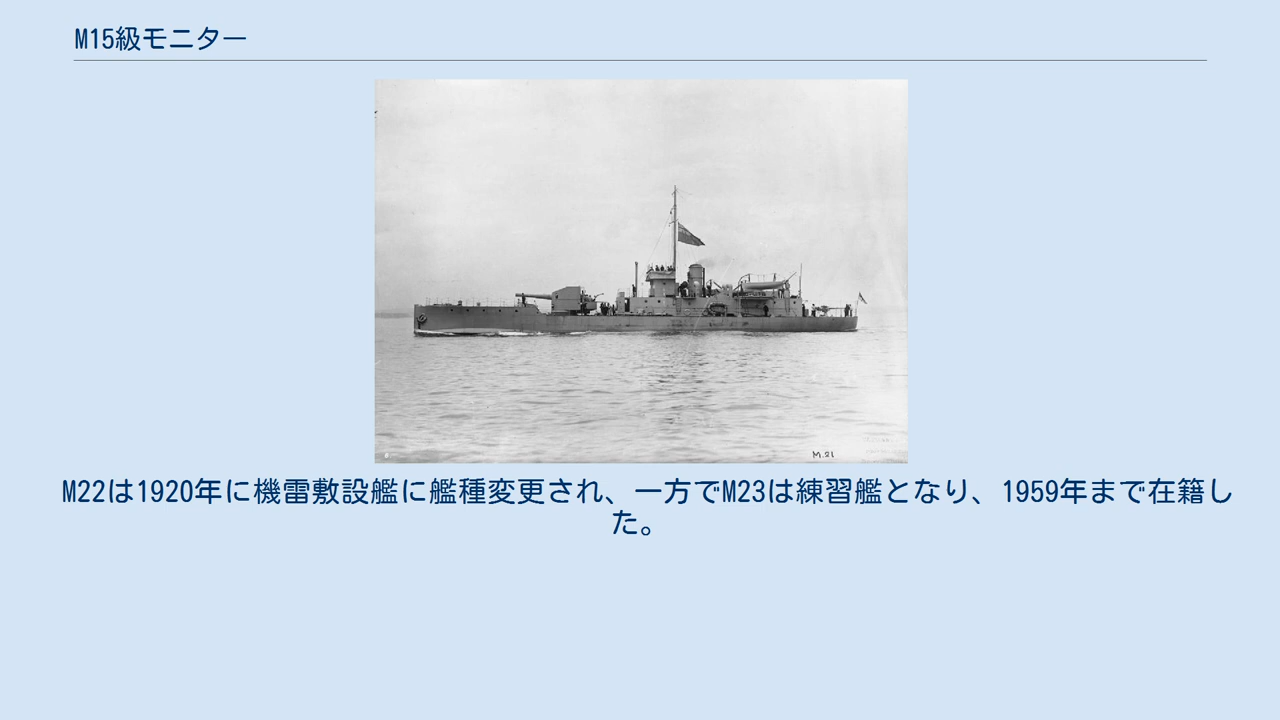 M15級モニター
M.21
M22は1920年に機雷敷設艦に艦種変更され、一方でM23は練習艦となり、1959年まで在籍し
た。